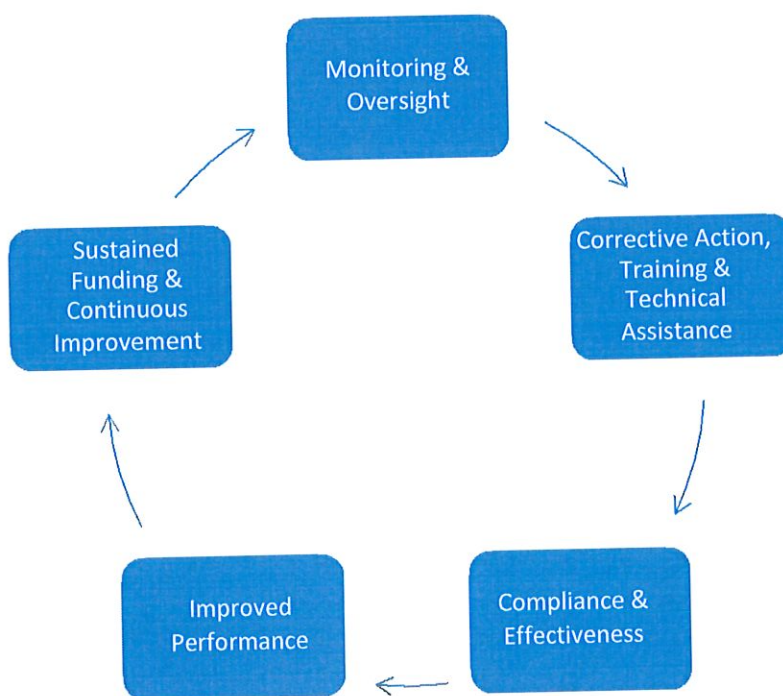 Monitoring &
Oversight
Corrective Action,
Training &
Technical
Assistance
Compliance &
Effectiveness
Improved
Performance
Sustained
Funding &
Continuous
Improvement